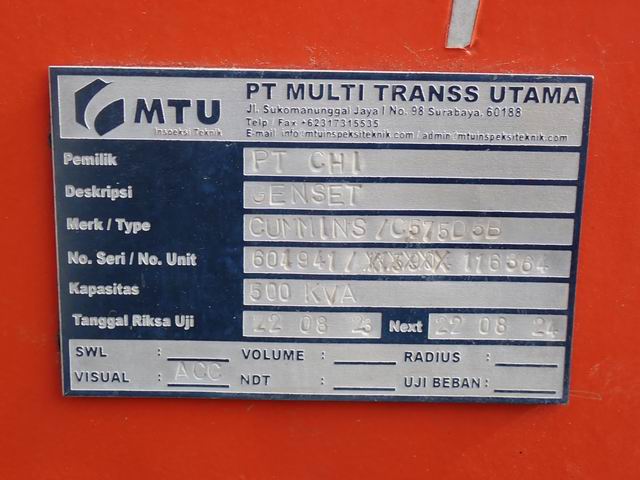 MTU
Inspeksi Teknik
PT MULTI TRANSS UTAMA
Jl. Sukomanunggal Jaya I No. 98 Surabaya. 60188
Telp / Fax +62317315535
E-mail info@mtuinspeksiteknik.com / admin@mtuinspeksiteknik.com
Pemilik PT CHI
Deskripsi GENSET
Merk / Type CUMMINS / C575D5B
No. Seri / No. Unit 601941 / 116564
Kapasitas 500 KVA
Tanggal Riksa Uji 22 08 23 Next 22 08 24
SWL : VOLUME : RADIUS :
VISUAL : ACC NDT : UJI BEBAN :